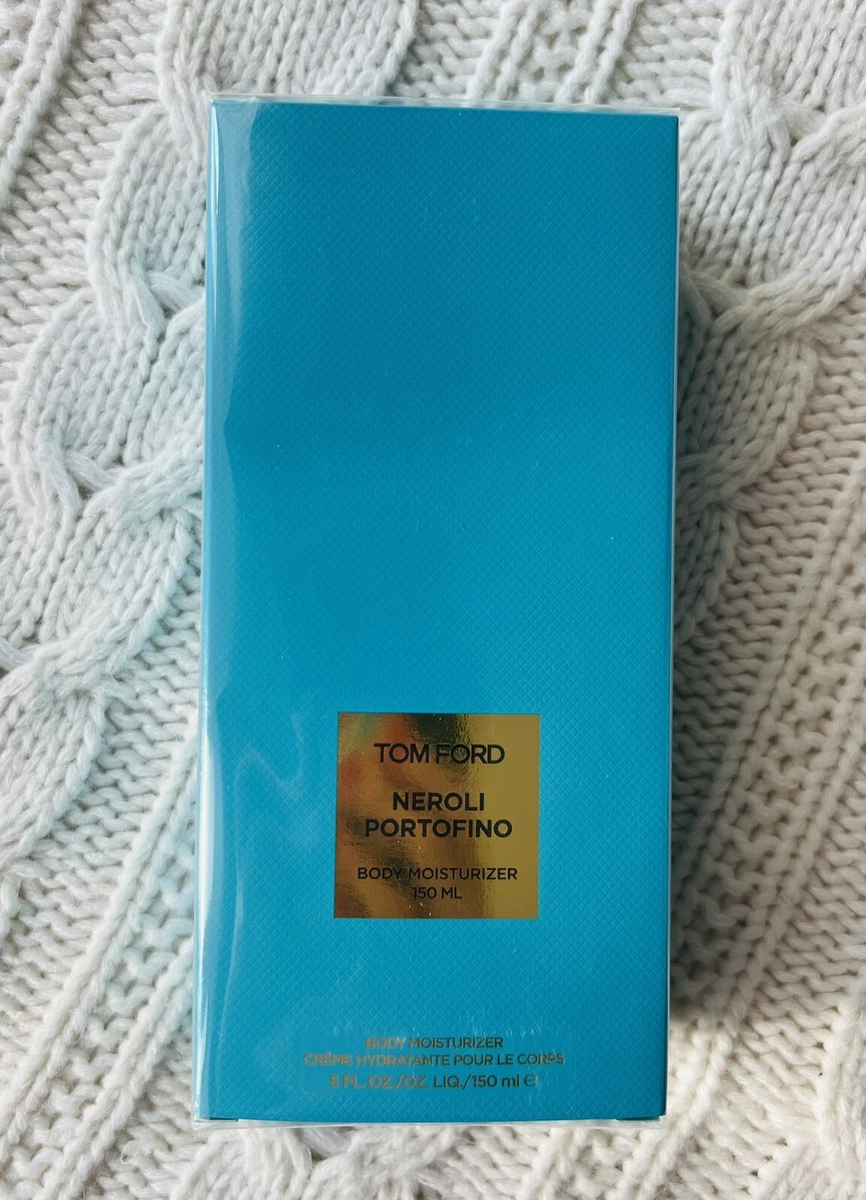 TOM FORD
NEROLI
PORTOFINO
BODY MOISTURIZER
150 ML
BODY MOISTURIZER
CRÈME HYDRATANTE POUR LE CORPS
5 FL. OZ./OZ. LIQ./150 ml ℮